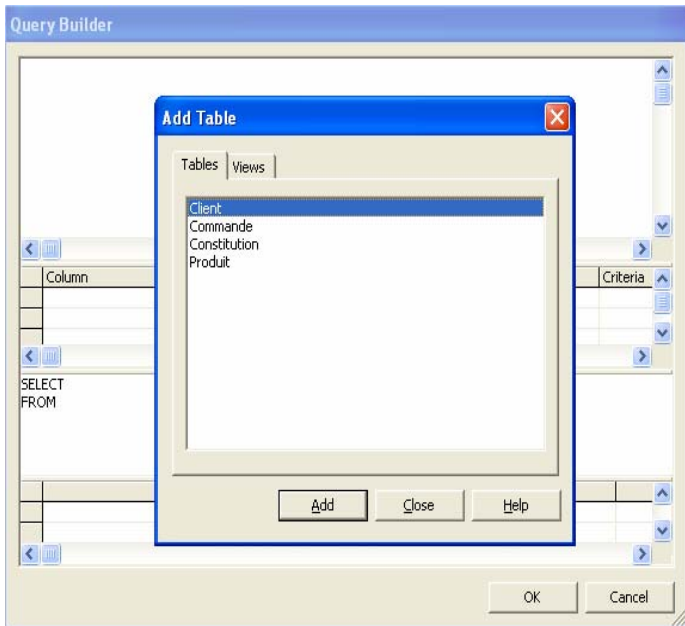 Query Builder
Add Table
Tables Views
Client
Commande
Constitution
Produit
Column Criteria
SELECT
FROM
Add Close Help
OK Cancel